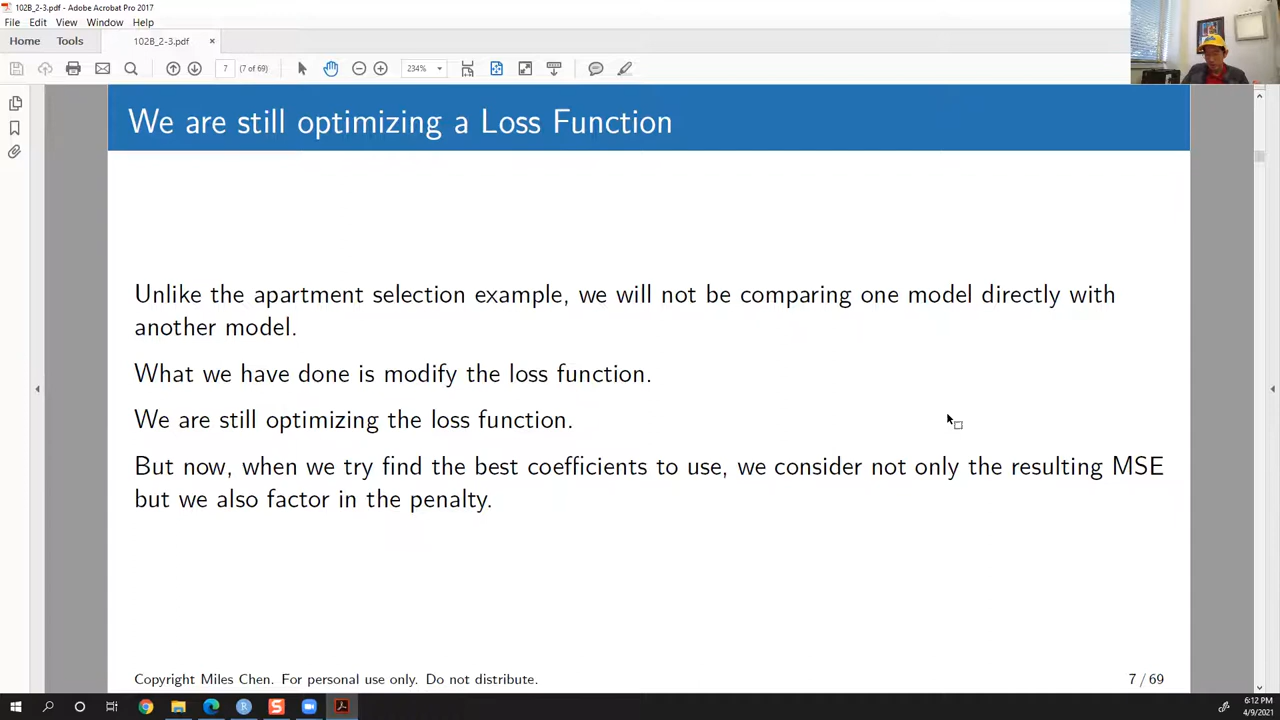 102B_2-3.pdf - Adobe Acrobat Pro 2017
File Edit View Window Help
Home Tools 102B_2-3.pdf ×
7 (7 of 69) 234%
We are still optimizing a Loss Function
Unlike the apartment selection example, we will not be comparing one model directly with
another model.
What we have done is modify the loss function.
We are still optimizing the loss function.
But now, when we try find the best coefficients to use, we consider not only the resulting MSE
but we also factor in the penalty.
Copyright Miles Chen. For personal use only. Do not distribute. 7 / 69
6:12 PM
4/9/2021